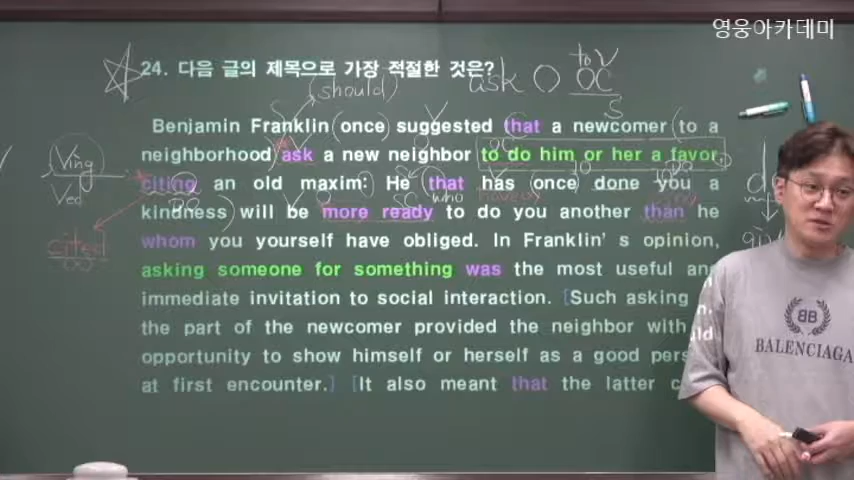 영웅아카데미
24. 다음 글의 제목으로 가장 적절한 것은?
(should)
ask O to V
OC
S
Benjamin Franklin (once) suggested that a newcomer (to a
neighborhood) ask a new neighbor to do him or her a favor,
citing an old maxim: He that has (once) done you a
kindness) will be more ready to do you another than he
whom you yourself have obliged. In Franklin's opinion,
asking someone for something was the most useful an
immediate invitation to social interaction. [Such asking
the part of the newcomer provided the neighbor with
opportunity to show himself or herself as a good pers
at first encounter.] [It also meant that the latter c
Ving
Ved
cited
who
BB
BALENCIAGA